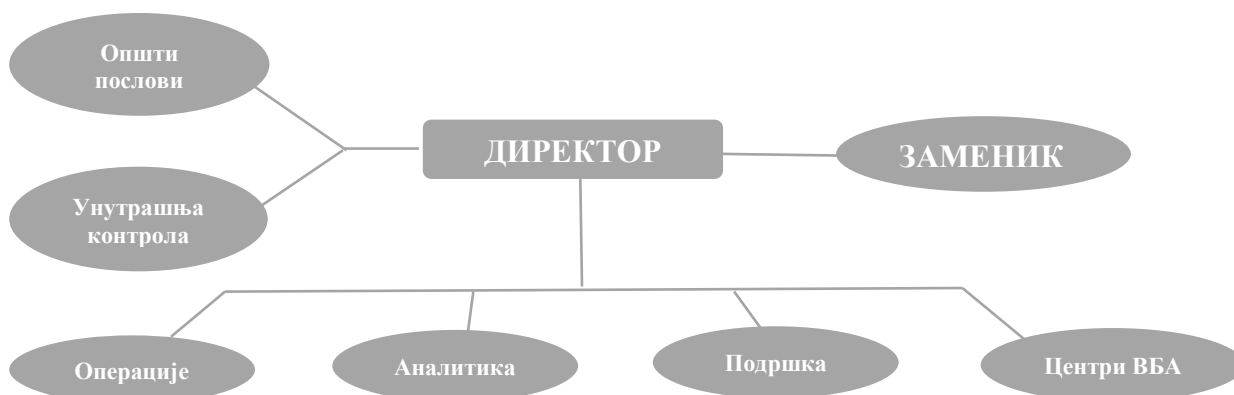 Општи
послови
ДИРЕКТОР
ЗАМЕНИК
Унутрашња
контрола
Операције
Аналитика
Подршка
Центри ВБА